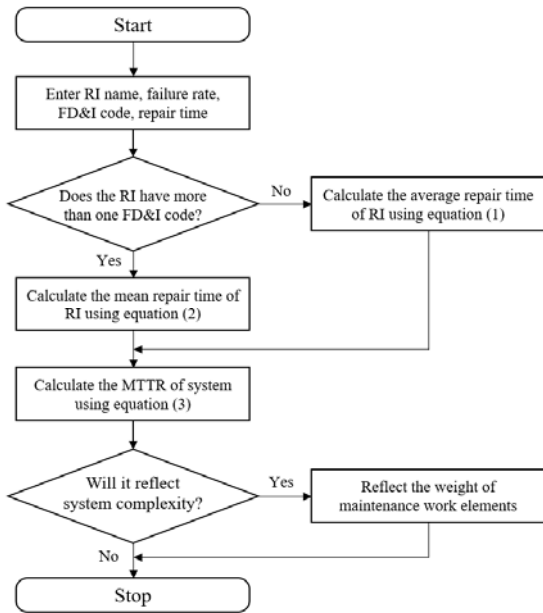 Start
Enter RI name, failure rate,
FD&I code, repair time
Does the RI have more
than one FD&I code?
No
Calculate the average repair time
of RI using equation (1)
Yes
Calculate the mean repair time of
RI using equation (2)
Calculate the MTTR of system
using equation (3)
Will it reflect
system complexity?
Yes
Reflect the weight of
maintenance work elements
No
Stop